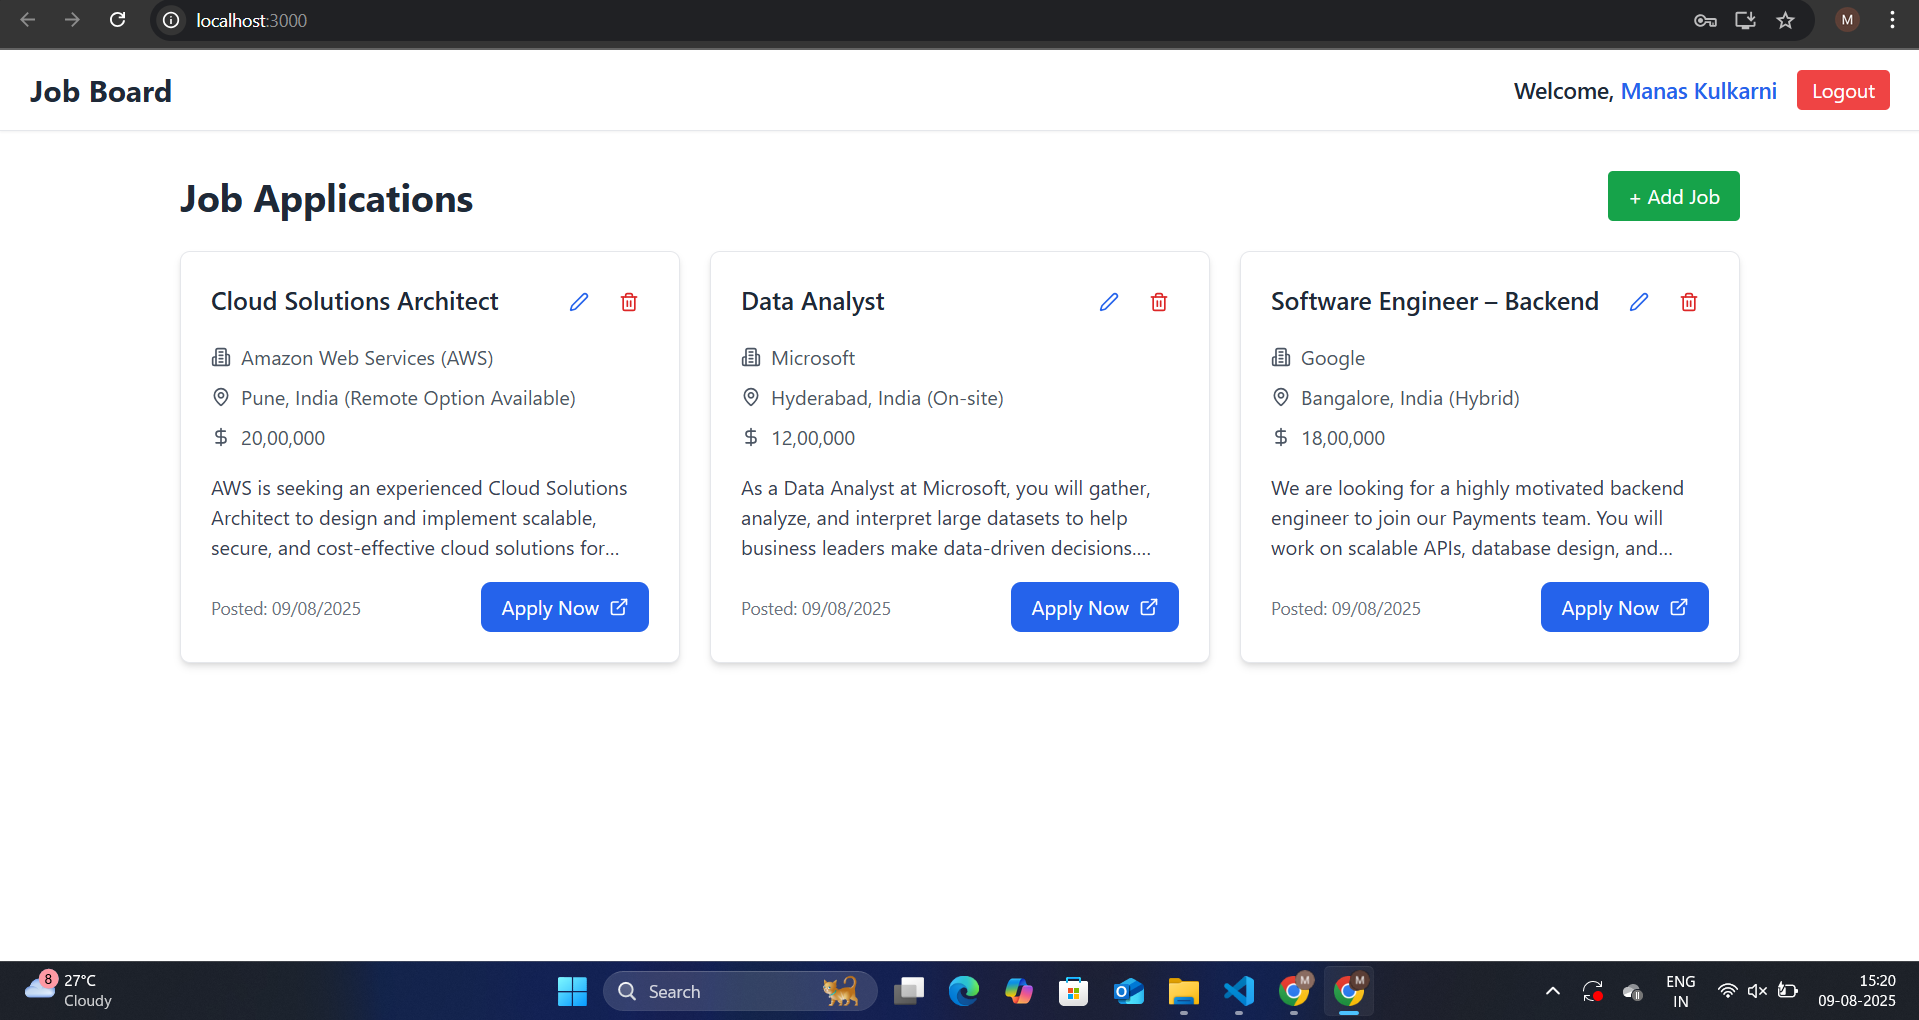 localhost:3000
M
Job Board
Welcome, Manas Kulkarni
Logout
Job Applications
+ Add Job
Cloud Solutions Architect
Amazon Web Services (AWS)
Pune, India (Remote Option Available)
$ 20,00,000
AWS is seeking an experienced Cloud Solutions
Architect to design and implement scalable,
secure, and cost-effective cloud solutions for...
Posted: 09/08/2025
Apply Now
Data Analyst
Microsoft
Hyderabad, India (On-site)
$ 12,00,000
As a Data Analyst at Microsoft, you will gather,
analyze, and interpret large datasets to help
business leaders make data-driven decisions....
Posted: 09/08/2025
Apply Now
Software Engineer – Backend
Google
Bangalore, India (Hybrid)
$ 18,00,000
We are looking for a highly motivated backend
engineer to join our Payments team. You will
work on scalable APIs, database design, and...
Posted: 09/08/2025
Apply Now
8
27°C
Cloudy
Search
M
M
ENG
IN
15:20
09-08-2025